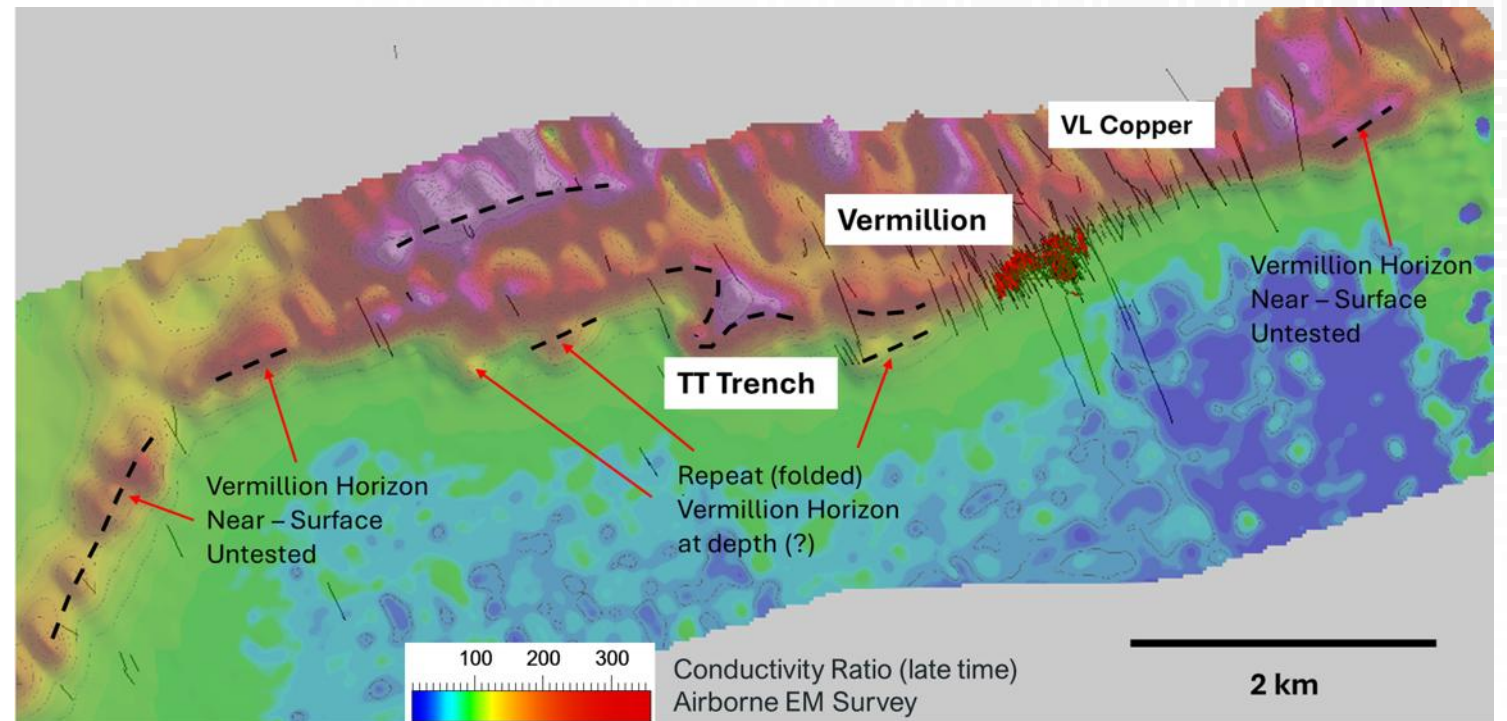 VL Copper
Vermillion
Vermillion Horizon
Near – Surface
Untested
TT Trench
Vermillion Horizon
Near – Surface
Untested
Repeat (folded)
Vermillion Horizon
at depth (?)
100 200 300
Conductivity Ratio (late time)
Airborne EM Survey
2 km